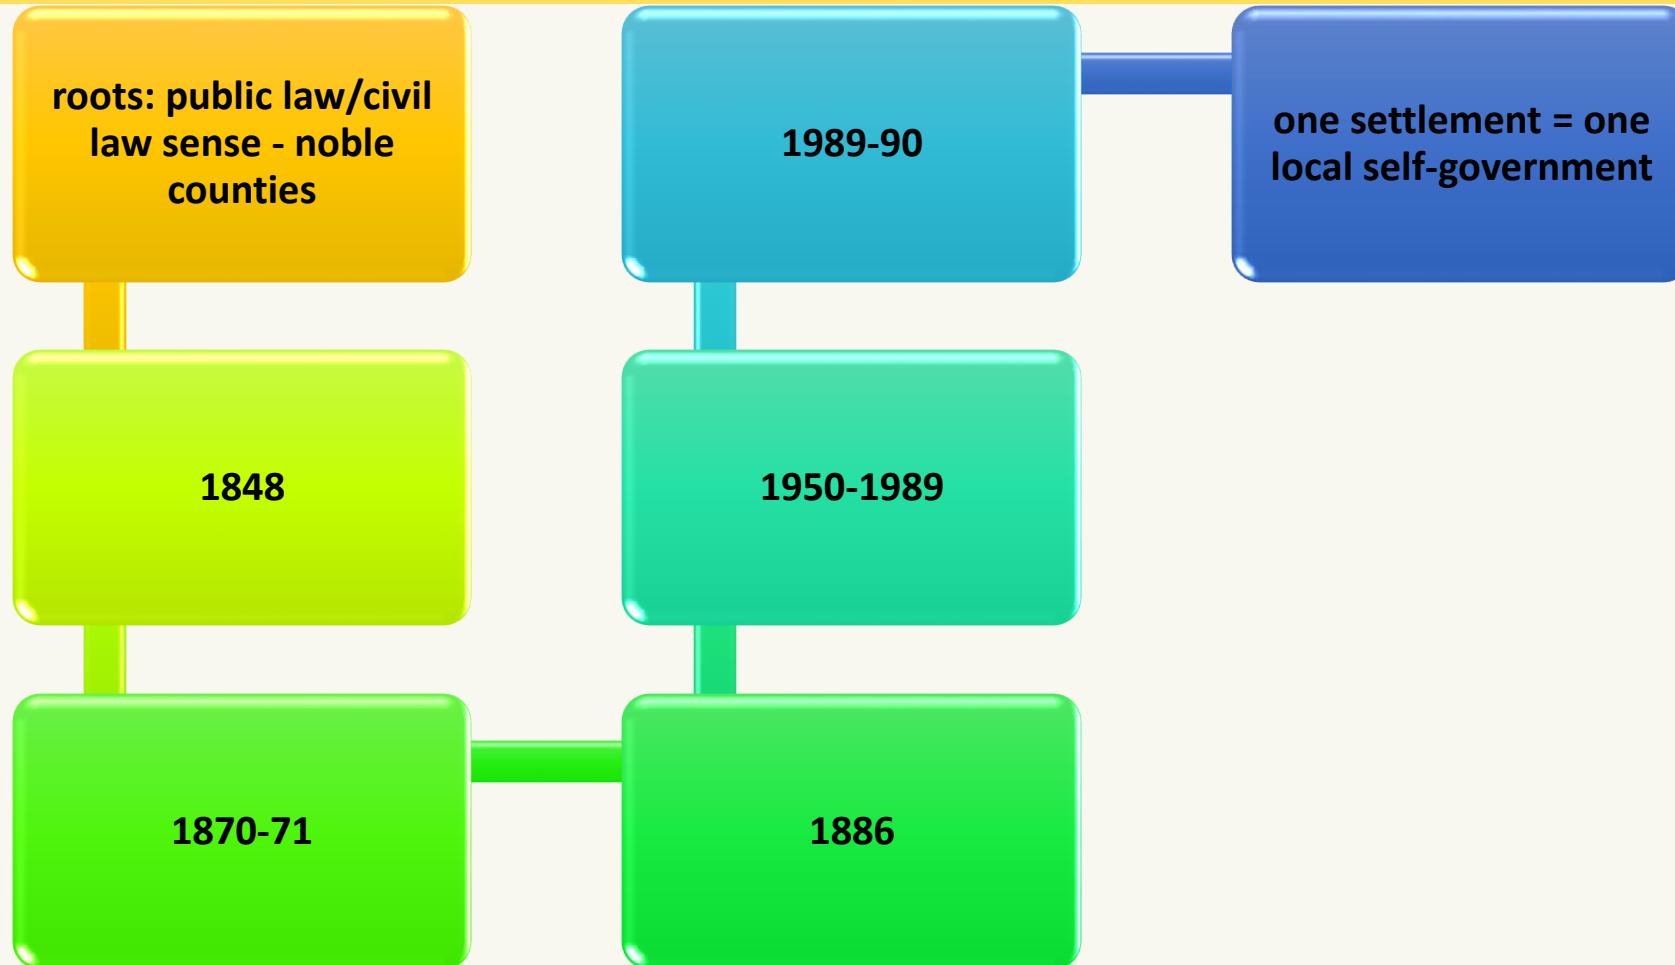 roots: public law/civil
law sense - noble
counties
1848
1870-71
1886
1950-1989
1989-90
one settlement = one
local self-government